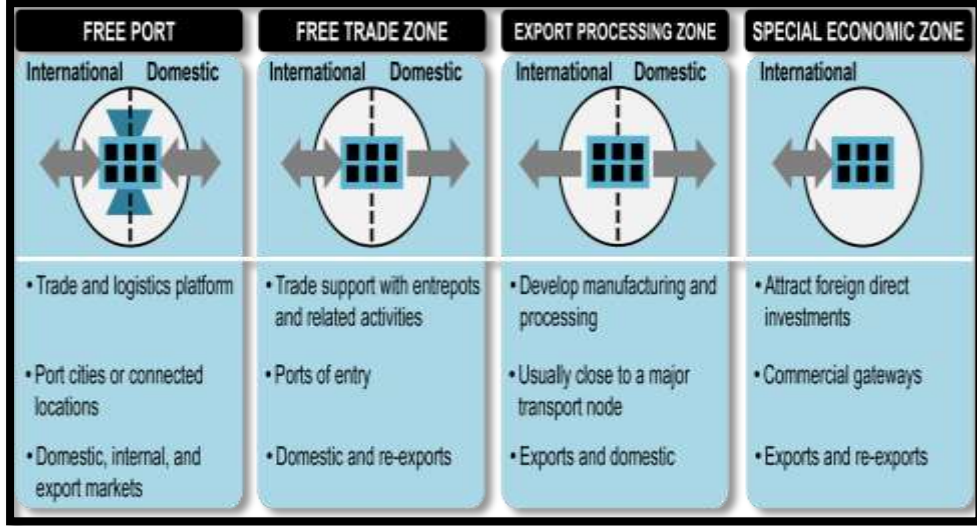 FREE PORT
International Domestic
• Trade and logistics platform
• Port cities or connected
locations
• Domestic, internal, and
export markets
FREE TRADE ZONE
International Domestic
• Trade support with entrepots
and related activities
• Ports of entry
• Domestic and re-exports
EXPORT PROCESSING ZONE
International Domestic
• Develop manufacturing and
processing
• Usually close to a major
transport node
• Exports and domestic
SPECIAL ECONOMIC ZONE
International
• Attract foreign direct
investments
• Commercial gateways
• Exports and re-exports